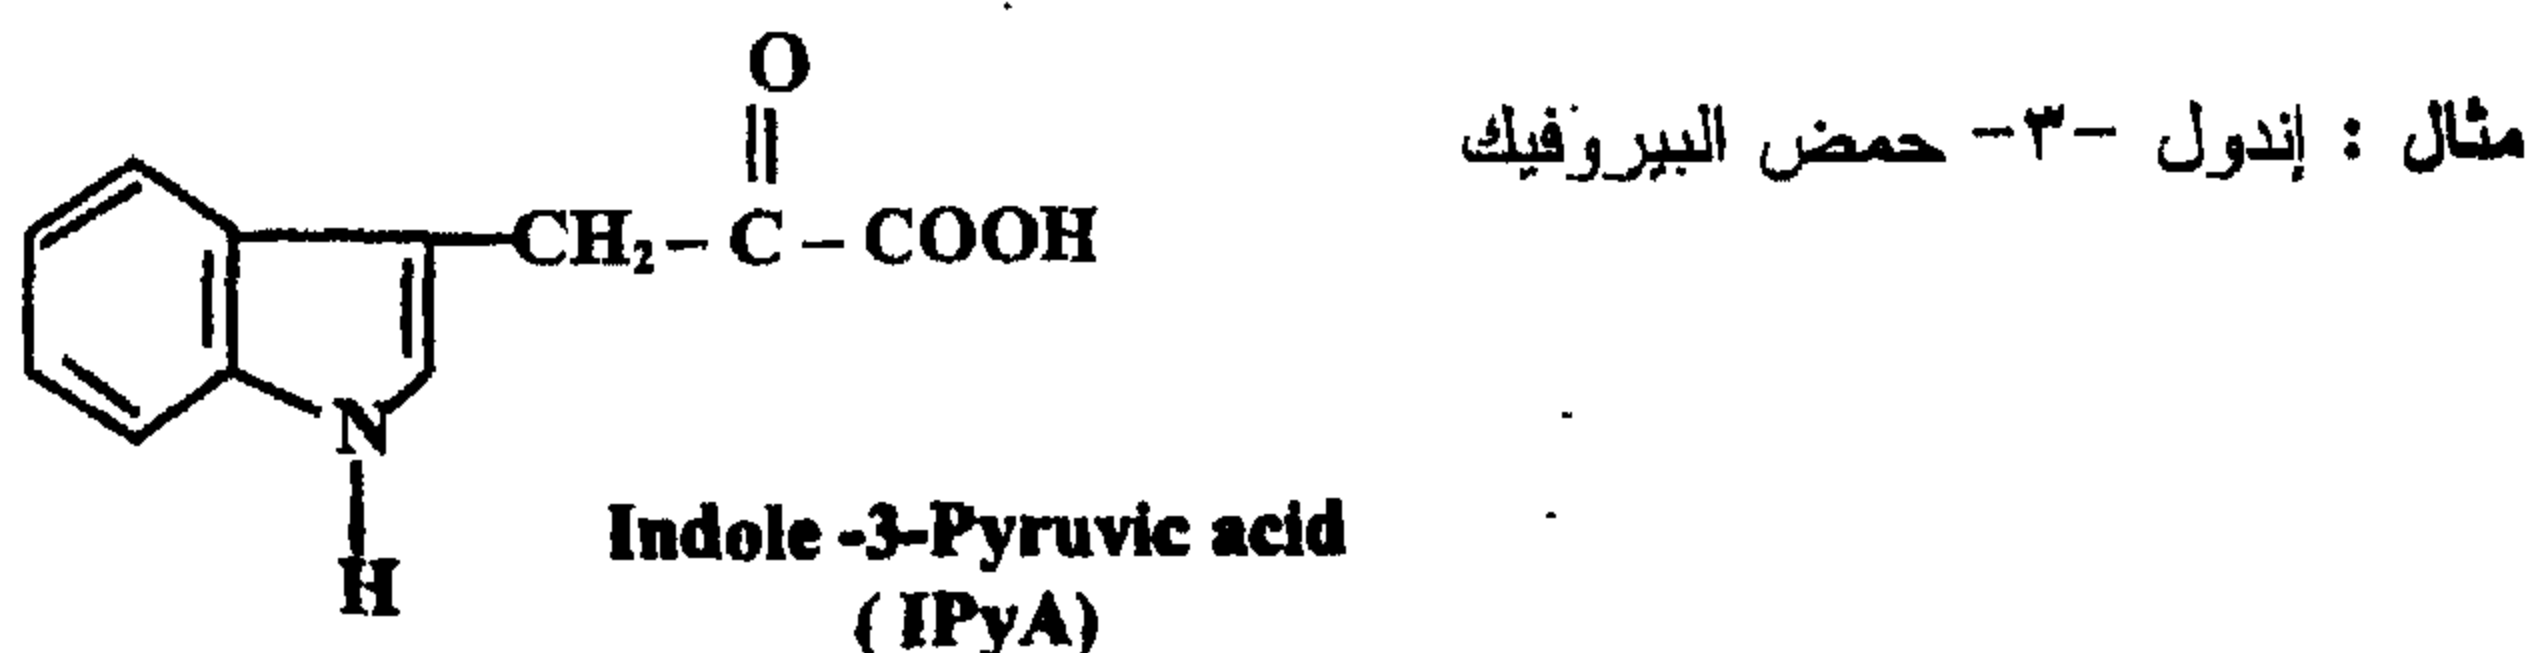 مثال : إندول -٣- حمض البيروفيك
O
CH₂ - C - COOH
N
H
Indole -3-Pyruvic acid
( IPyA)